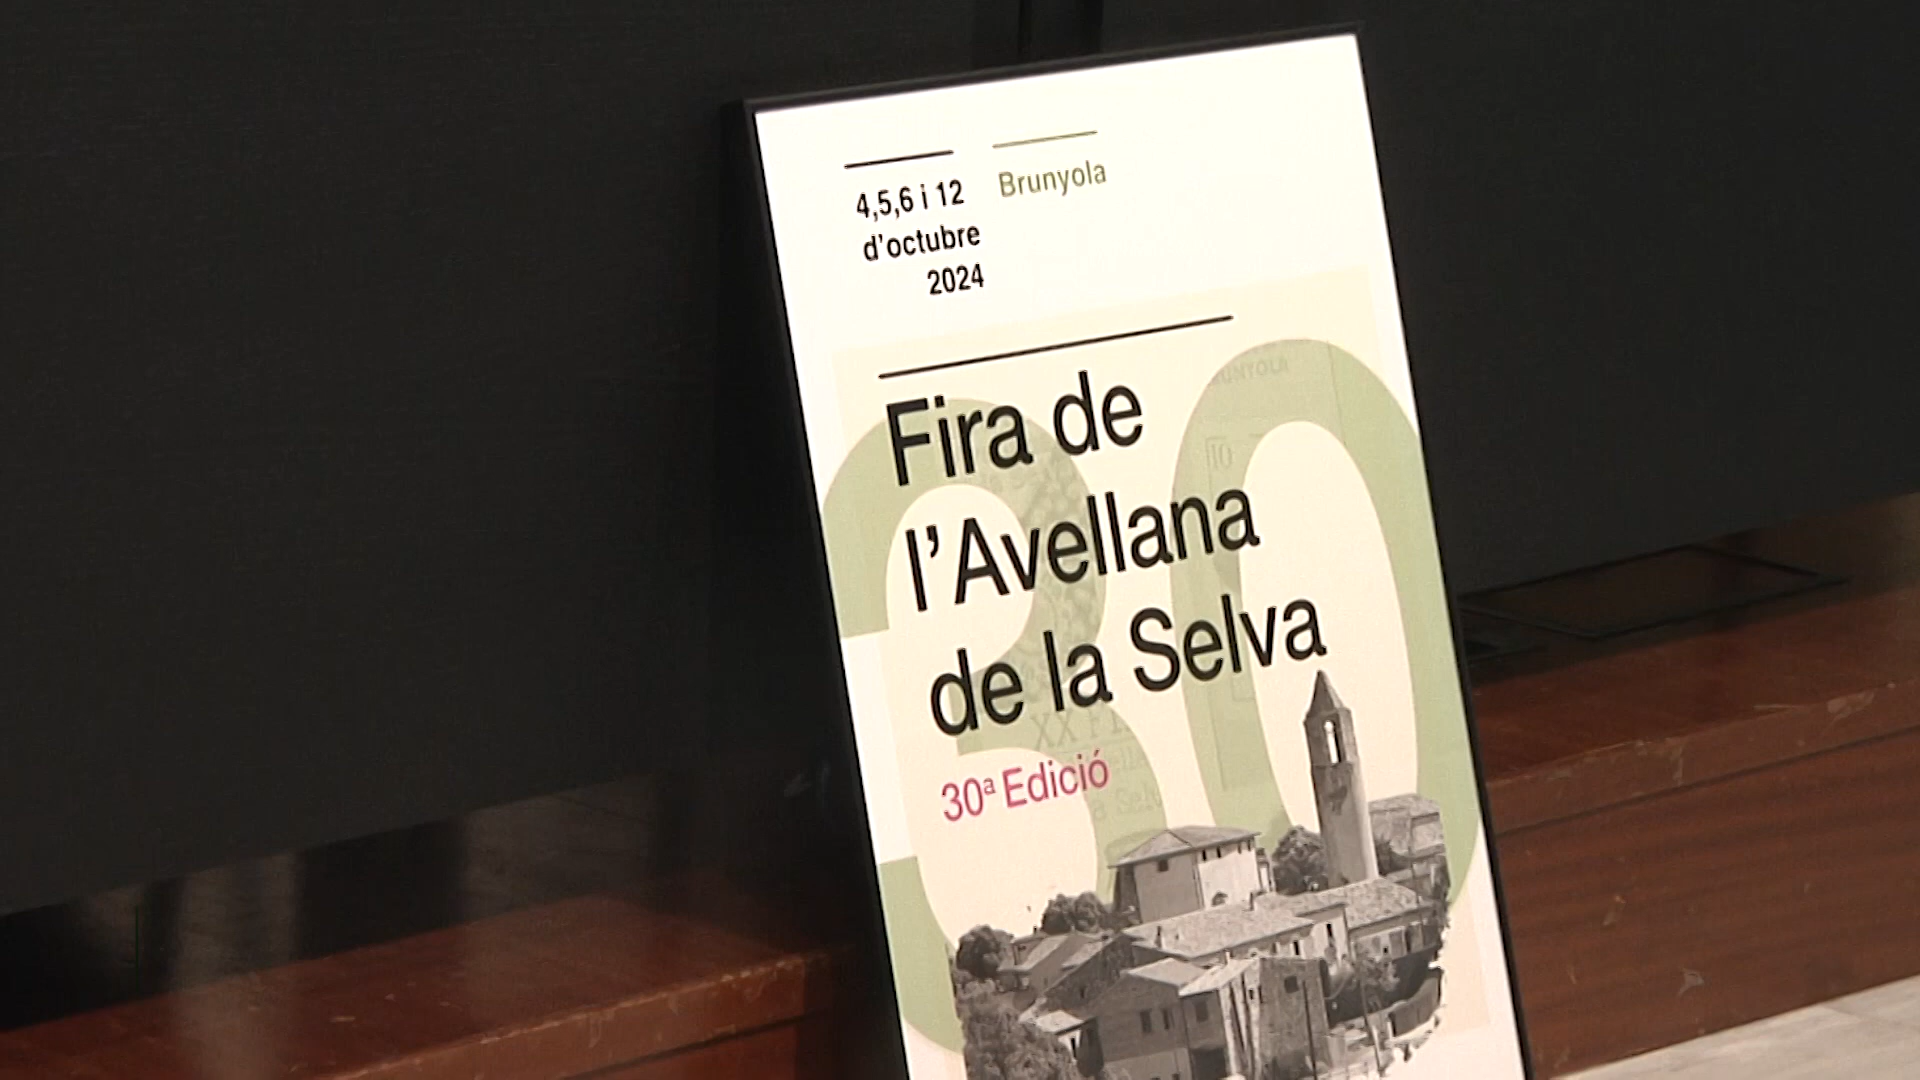 4,5,6 i 12
d'octubre
2024
Brunyola
Fira de
l'Avellana
de la Selva
30ª Edició